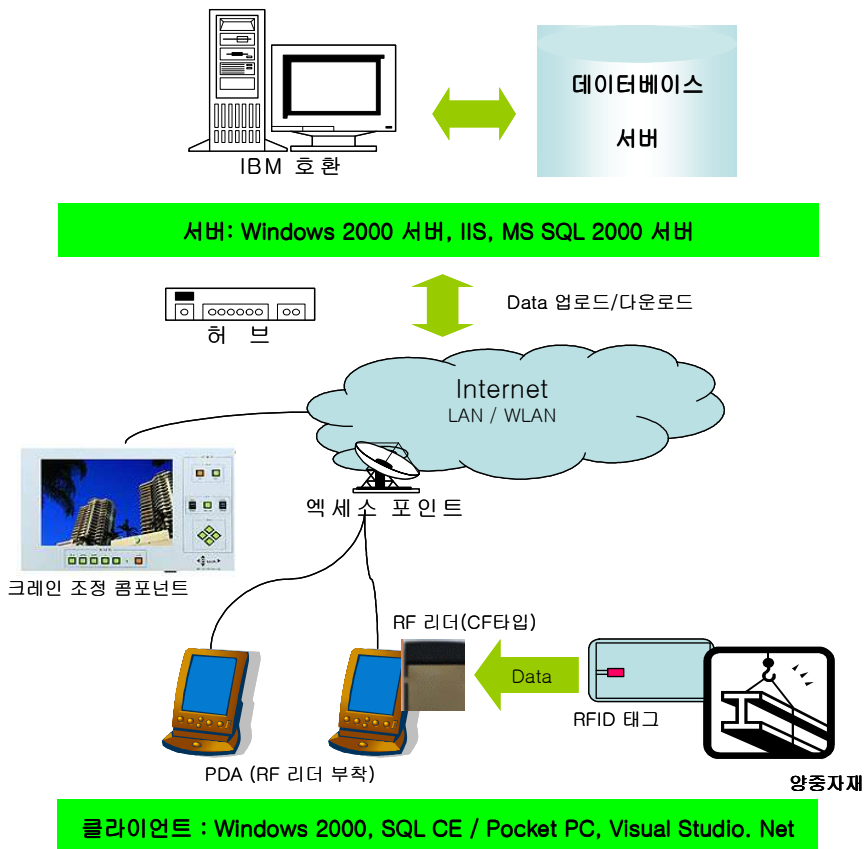 데이터베이스
서버
IBM 호환
서버: Windows 2000 서버, IIS, MS SQL 2000 서버
Data 업로드/다운로드
허 브
Internet
LAN / WLAN
엑세스 포인트
크레인 조정 콤포넌트
RF 리더(CF타입)
Data
RFID 태그
PDA (RF 리더 부착)
양중자재
클라이언트 : Windows 2000, SQL CE / Pocket PC, Visual Studio. Net